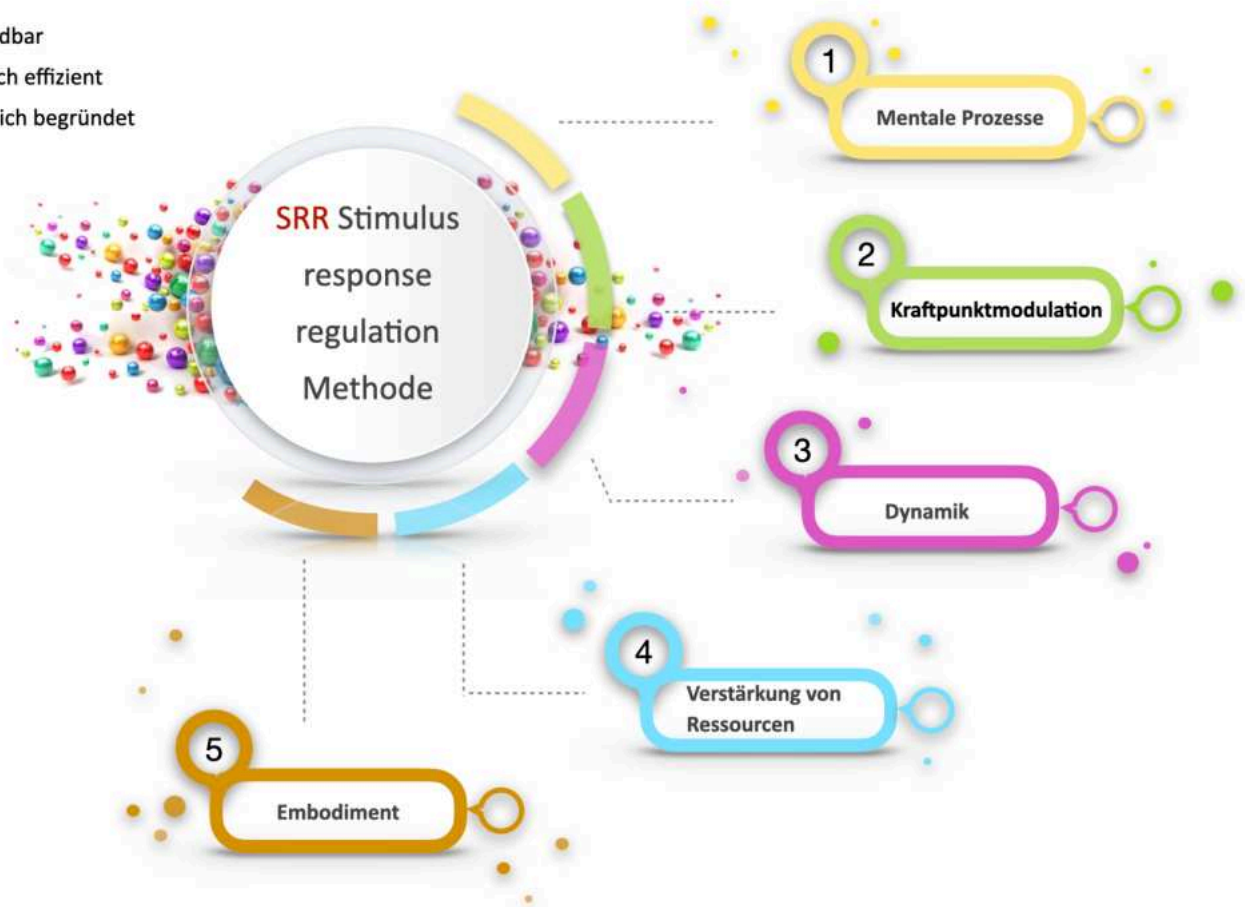 dbar
ch effizient
ich begründet
SRR Stimulus
response
regulation
Methode
1
Mentale Prozesse
2
Kraftpunktmodulation
3
Dynamik
4
Verstärkung von
Ressourcen
5
Embodiment